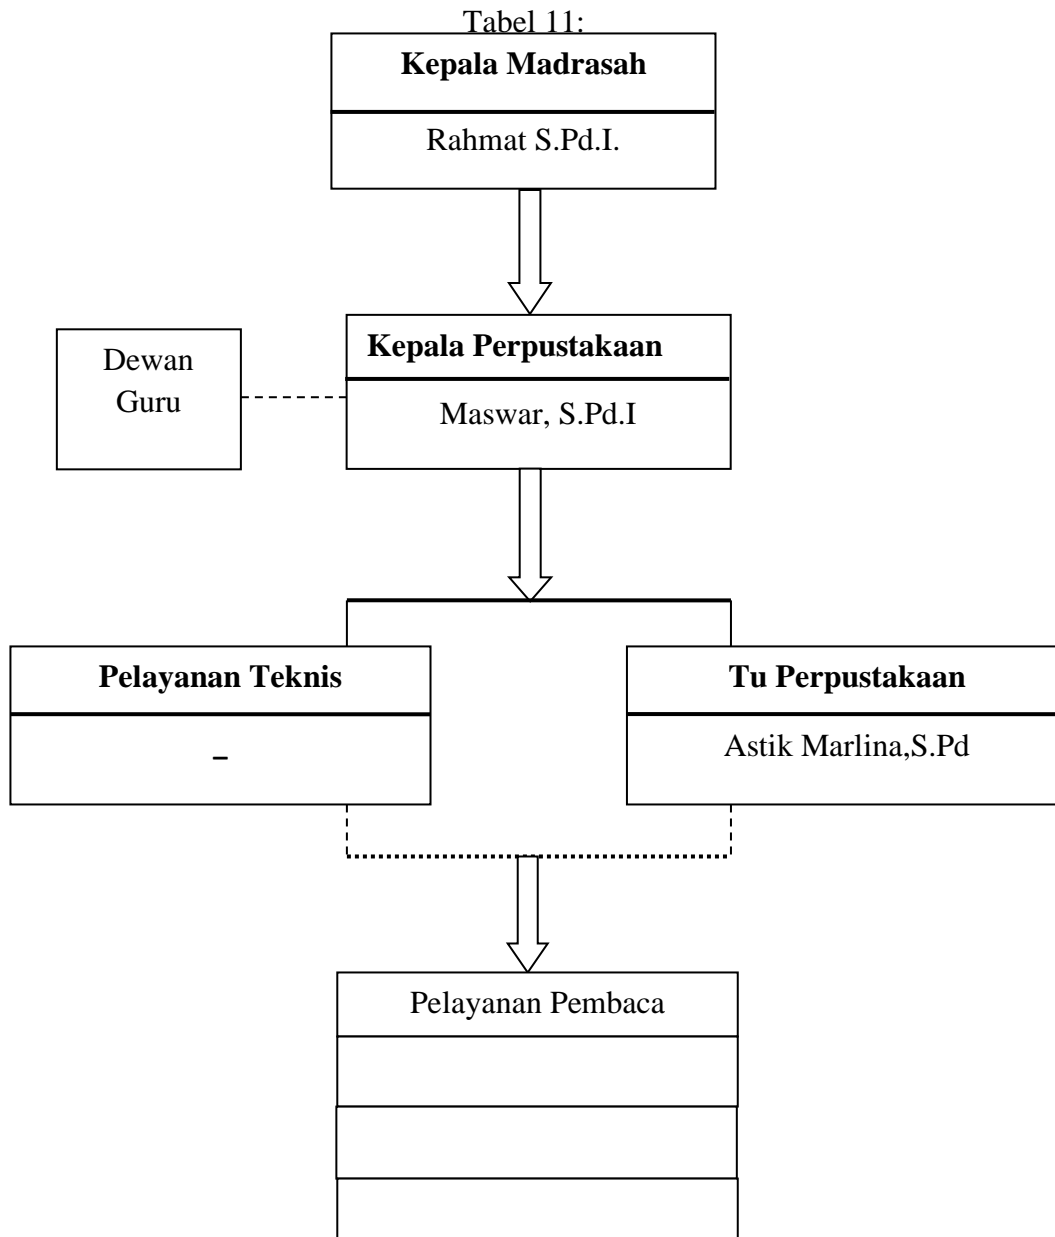 Tabel 11:
Kepala Madrasah
Rahmat S.Pd.I.
Dewan
Guru
Kepala Perpustakaan
Maswar, S.Pd.I
Pelayanan Teknis
–
Tu Perpustakaan
Astik Marlina,S.Pd
Pelayanan Pembaca